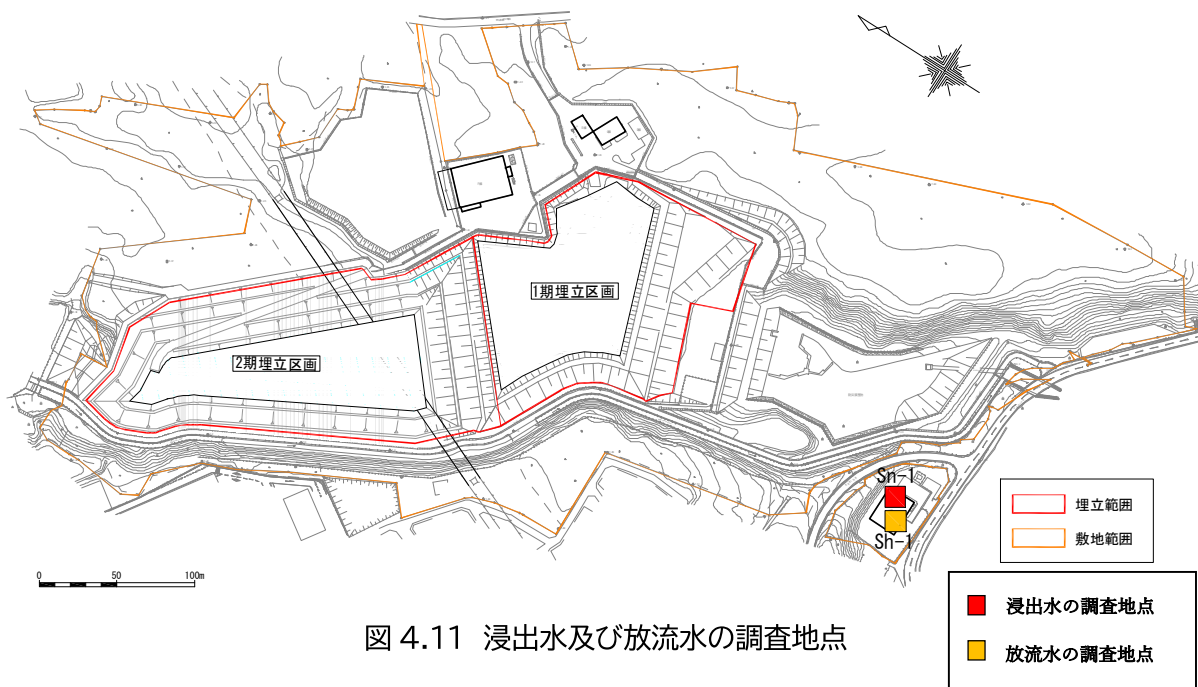 1期埋立区画
2期埋立区画
Sn-1
Sh-1
埋立範囲
敷地範囲
0 50 100m
浸出水の調査地点
放流水の調査地点
図 4.11 浸出水及び放流水の調査地点